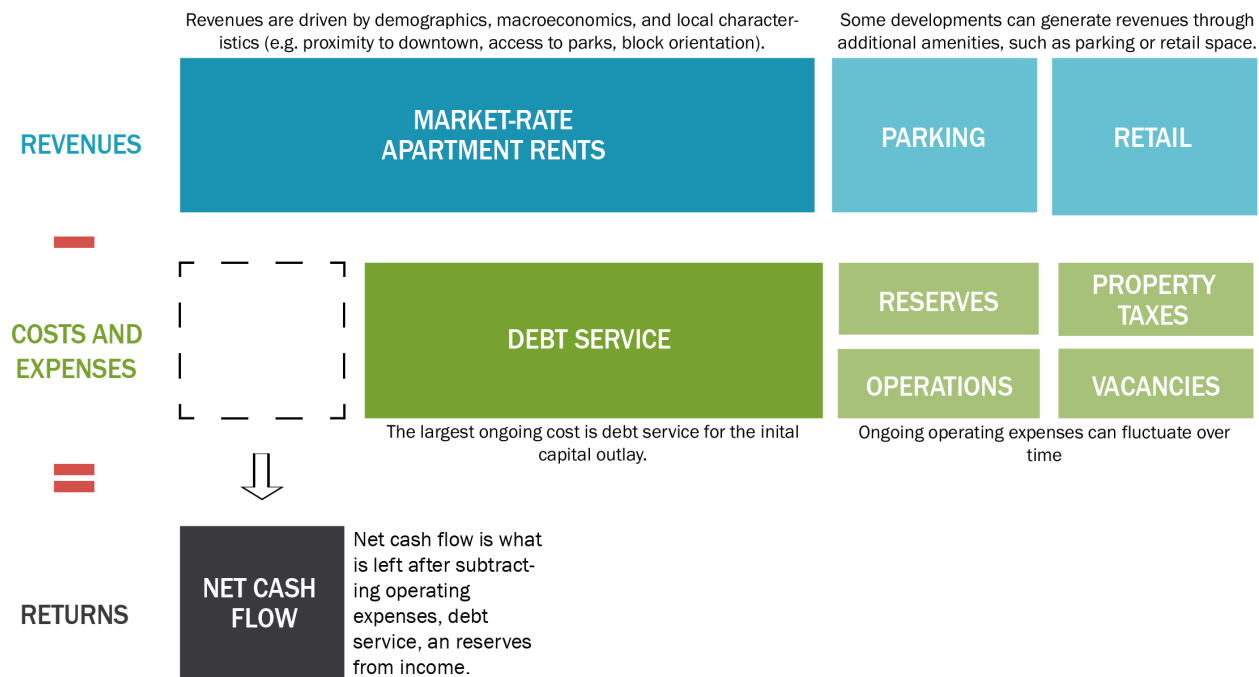 Revenues are driven by demographics, macroeconomics, and local character-
istics (e.g. proximity to downtown, access to parks, block orientation).
Some developments can generate revenues through
additional amenities, such as parking or retail space.
REVENUES
MARKET-RATE
APARTMENT RENTS
PARKING
RETAIL
COSTS AND
EXPENSES
DEBT SERVICE
RESERVES
PROPERTY
TAXES
OPERATIONS
VACANCIES
The largest ongoing cost is debt service for the inital
capital outlay.
Ongoing operating expenses can fluctuate over
time
RETURNS
NET CASH
FLOW
Net cash flow is what
is left after subtract-
ing operating
expenses, debt
service, an reserves
from income.